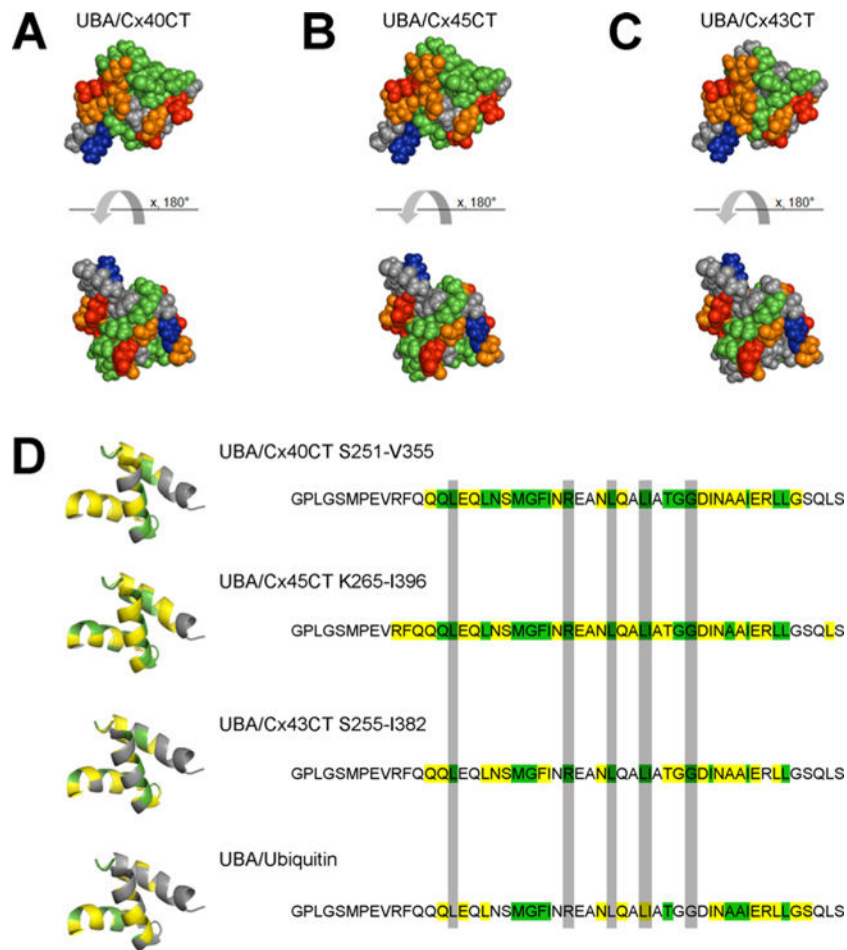 A UBA/Cx40CT
B UBA/Cx45CT
C UBA/Cx43CT
x, 180°
x, 180°
x, 180°
D
UBA/Cx40CT S251-V355
GPLGSMPEVRFQQQLEQLNSMGFINREANLQALIATGGDINAAIERLLGSQLS
UBA/Cx45CT K265-I396
GPLGSMPEVRFQQQLEQLNSMGFINREANLQALIATGGDINAAIERLLGSQLS
UBA/Cx43CT S255-I382
GPLGSMPEVRFQQQLEQLNSMGFINREANLQALIATGGDINAAIERLLGSQLS
UBA/Ubiquitin
GPLGSMPEVRFQQQLEQLNSMGFINREANLQALIATGGDINAAIERLLGSQLS